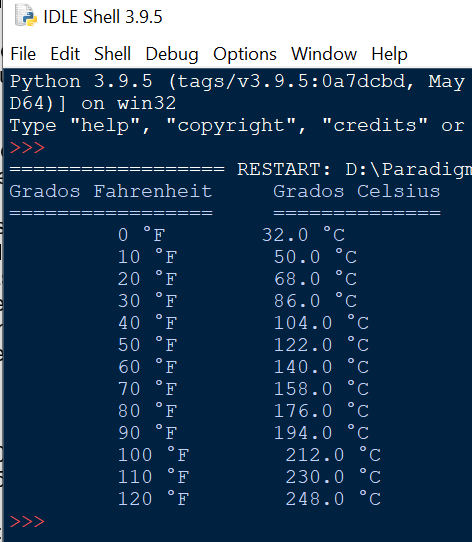 IDLE Shell 3.9.5
File Edit Shell Debug Options Window Help
Python 3.9.5 (tags/v3.9.5:0a7dcbd, May
D64)] on win32
Type "help", "copyright", "credits" or
>>>
================== RESTART: D:\Paradigm
Grados Fahrenheit     Grados Celsius
=================     ==============
         0 °F        32.0 °C
         10 °F        50.0 °C
         20 °F        68.0 °C
         30 °F        86.0 °C
         40 °F        104.0 °C
         50 °F        122.0 °C
         60 °F        140.0 °C
         70 °F        158.0 °C
         80 °F        176.0 °C
         90 °F        194.0 °C
         100 °F        212.0 °C
         110 °F        230.0 °C
         120 °F        248.0 °C
>>>